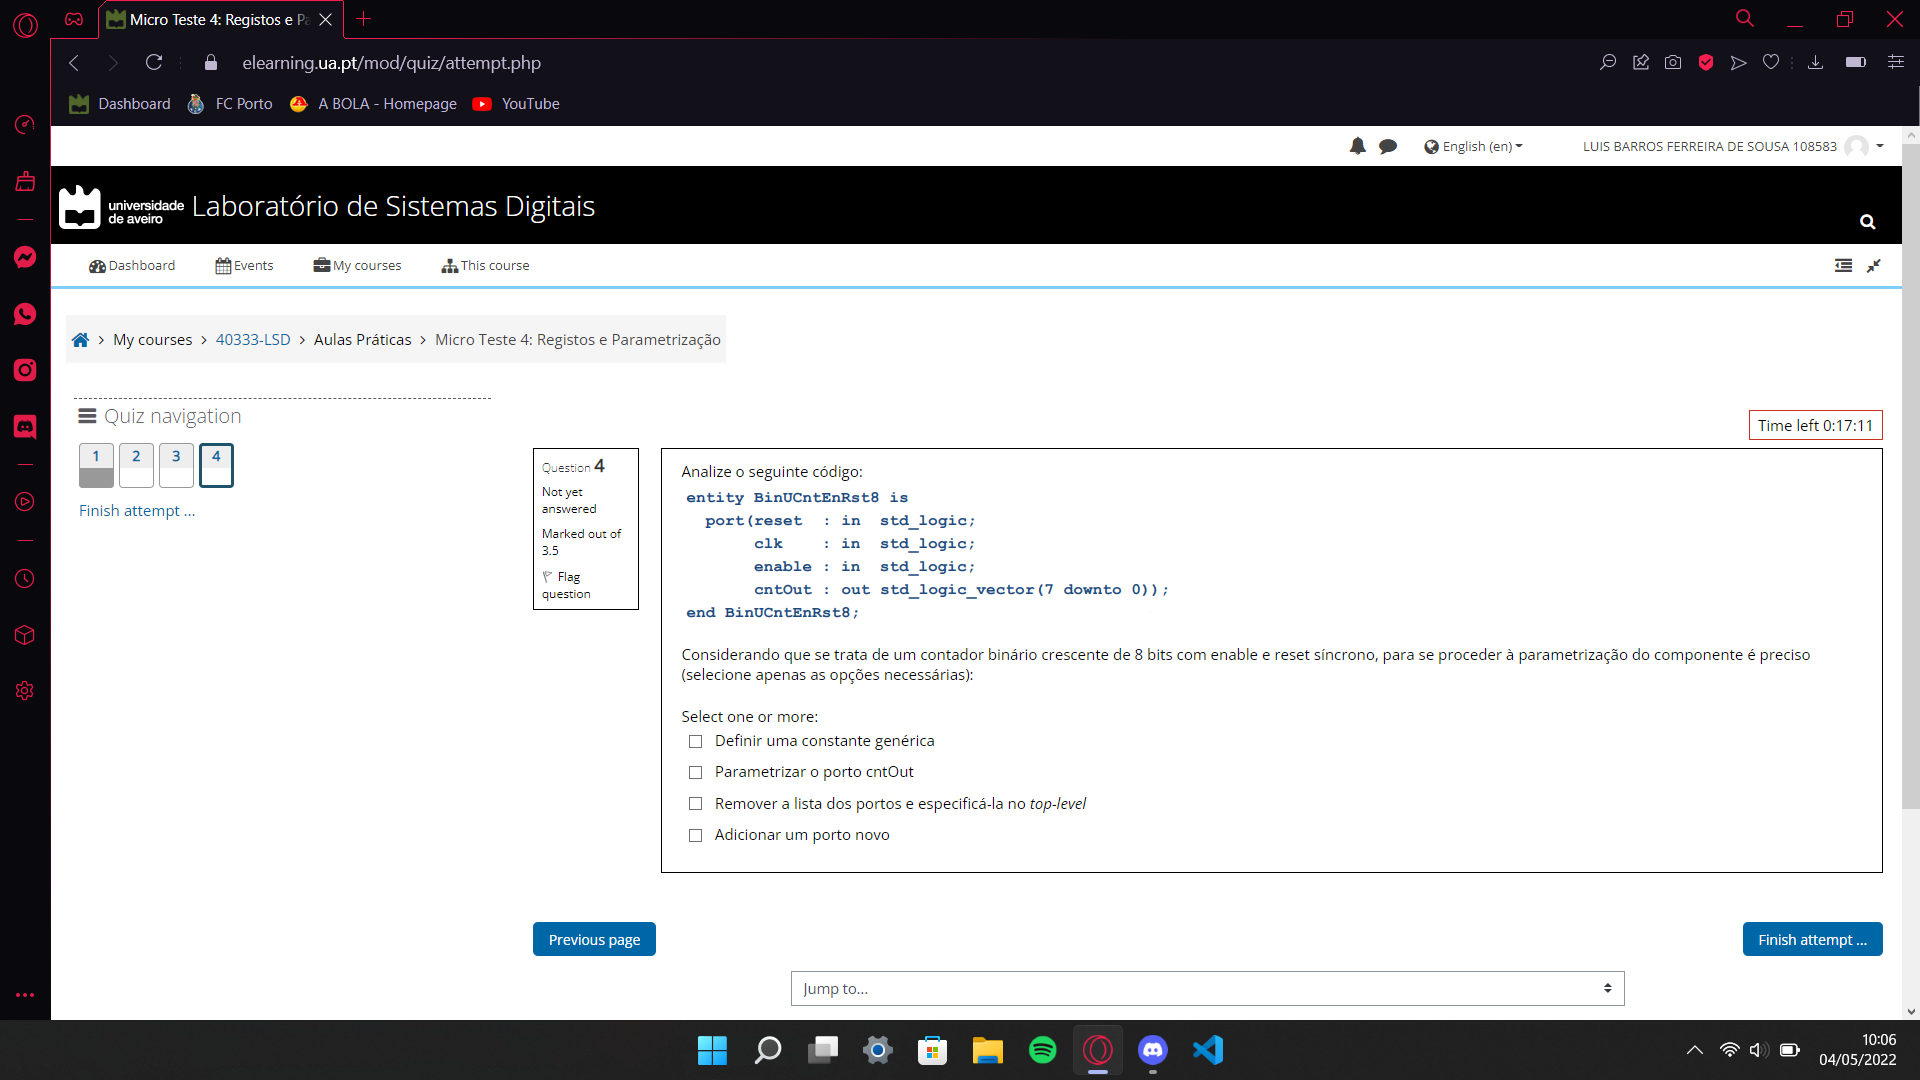 Micro Teste 4: Registos e Pa
elearning.ua.pt/mod/quiz/attempt.php
Dashboard FC Porto A BOLA - Homepage YouTube
English (en) LUIS BARROS FERREIRA DE SOUSA 108583
universidade de aveiro Laboratório de Sistemas Digitais
Dashboard Events My courses This course
My courses > 40333-LSD > Aulas Práticas > Micro Teste 4: Registos e Parametrização
Quiz navigation
1 2 3 4
Finish attempt ...
Time left 0:17:11
Question 4
Not yet
answered
Marked out of
3.5
Flag
question
Analize o seguinte código:
entity BinUCntEnRst8 is
port(reset : in std_logic;
clk : in std_logic;
enable : in std_logic;
cntOut : out std_logic_vector(7 downto 0));
end BinUCntEnRst8;
Considerando que se trata de um contador binário crescente de 8 bits com enable e reset síncrono, para se proceder à parametrização do componente é preciso
(selecione apenas as opções necessárias):
Select one or more:
Definir uma constante genérica
Parametrizar o porto cntOut
Remover a lista dos portos e especificá-la no top-level
Adicionar um porto novo
Previous page
Finish attempt ...
Jump to...
10:06
04/05/2022